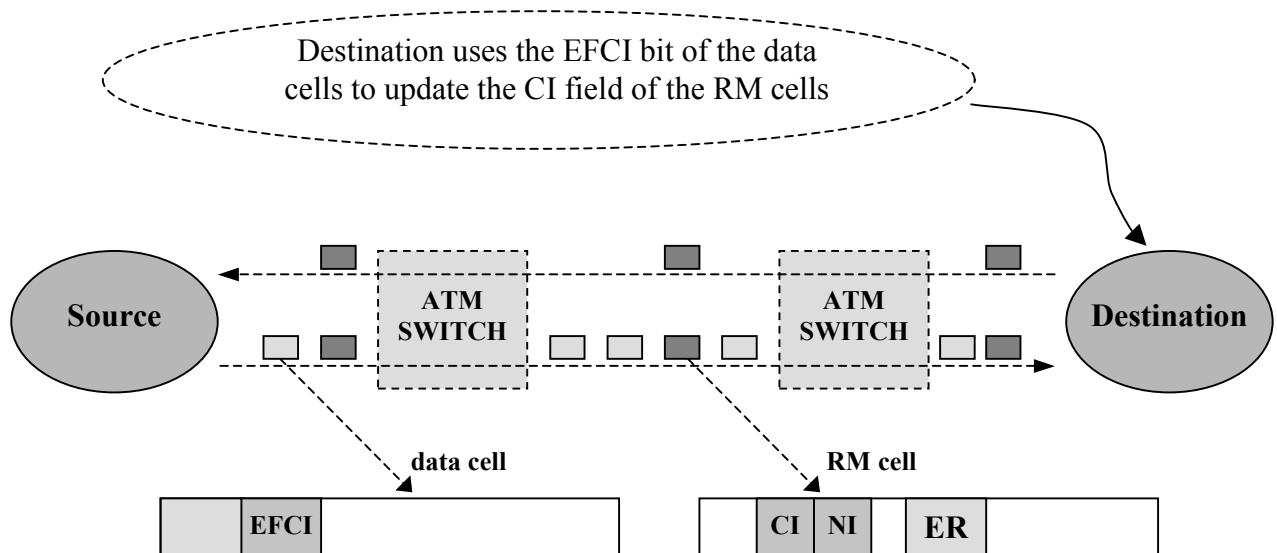 Destination uses the EFCI bit of the data
cells to update the CI field of the RM cells
Source
ATM
SWITCH
ATM
SWITCH
Destination
data cell
RM cell
EFCI
CI NI ER